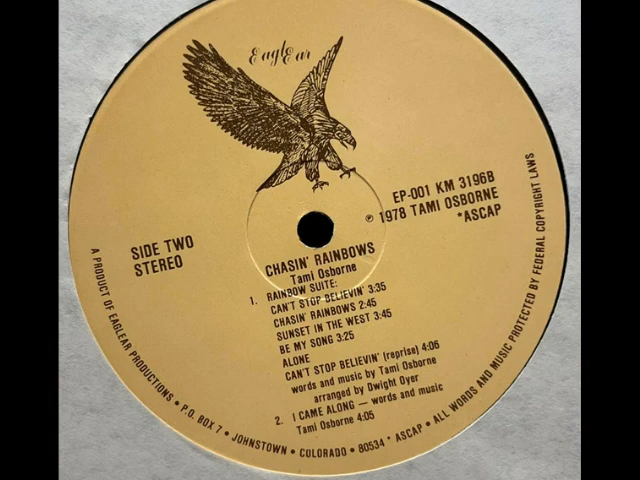 EaglEar
EP-001 KM 3196B
℗ 1978 TAMI OSBORNE
*ASCAP
SIDE TWO
STEREO
CHASIN' RAINBOWS
Tami Osborne
1. RAINBOW SUITE:
CAN'T STOP BELIEVIN' 3:35
CHASIN' RAINBOWS 2:45
SUNSET IN THE WEST 3:45
BE MY SONG 3:25
ALONE
CAN'T STOP BELIEVIN' (reprise) 4:06
words and music by Tami Osborne
arranged by Dwight Oyer
2. I CAME ALONG — words and music
Tami Osborne 4:05
A PRODUCT OF EAGLEAR PRODUCTIONS • P.O. BOX 7 • JOHNSTOWN • COLORADO • 80534 * ASCAP • ALL WORDS AND MUSIC PROTECTED BY FEDERAL COPYRIGHT LAWS